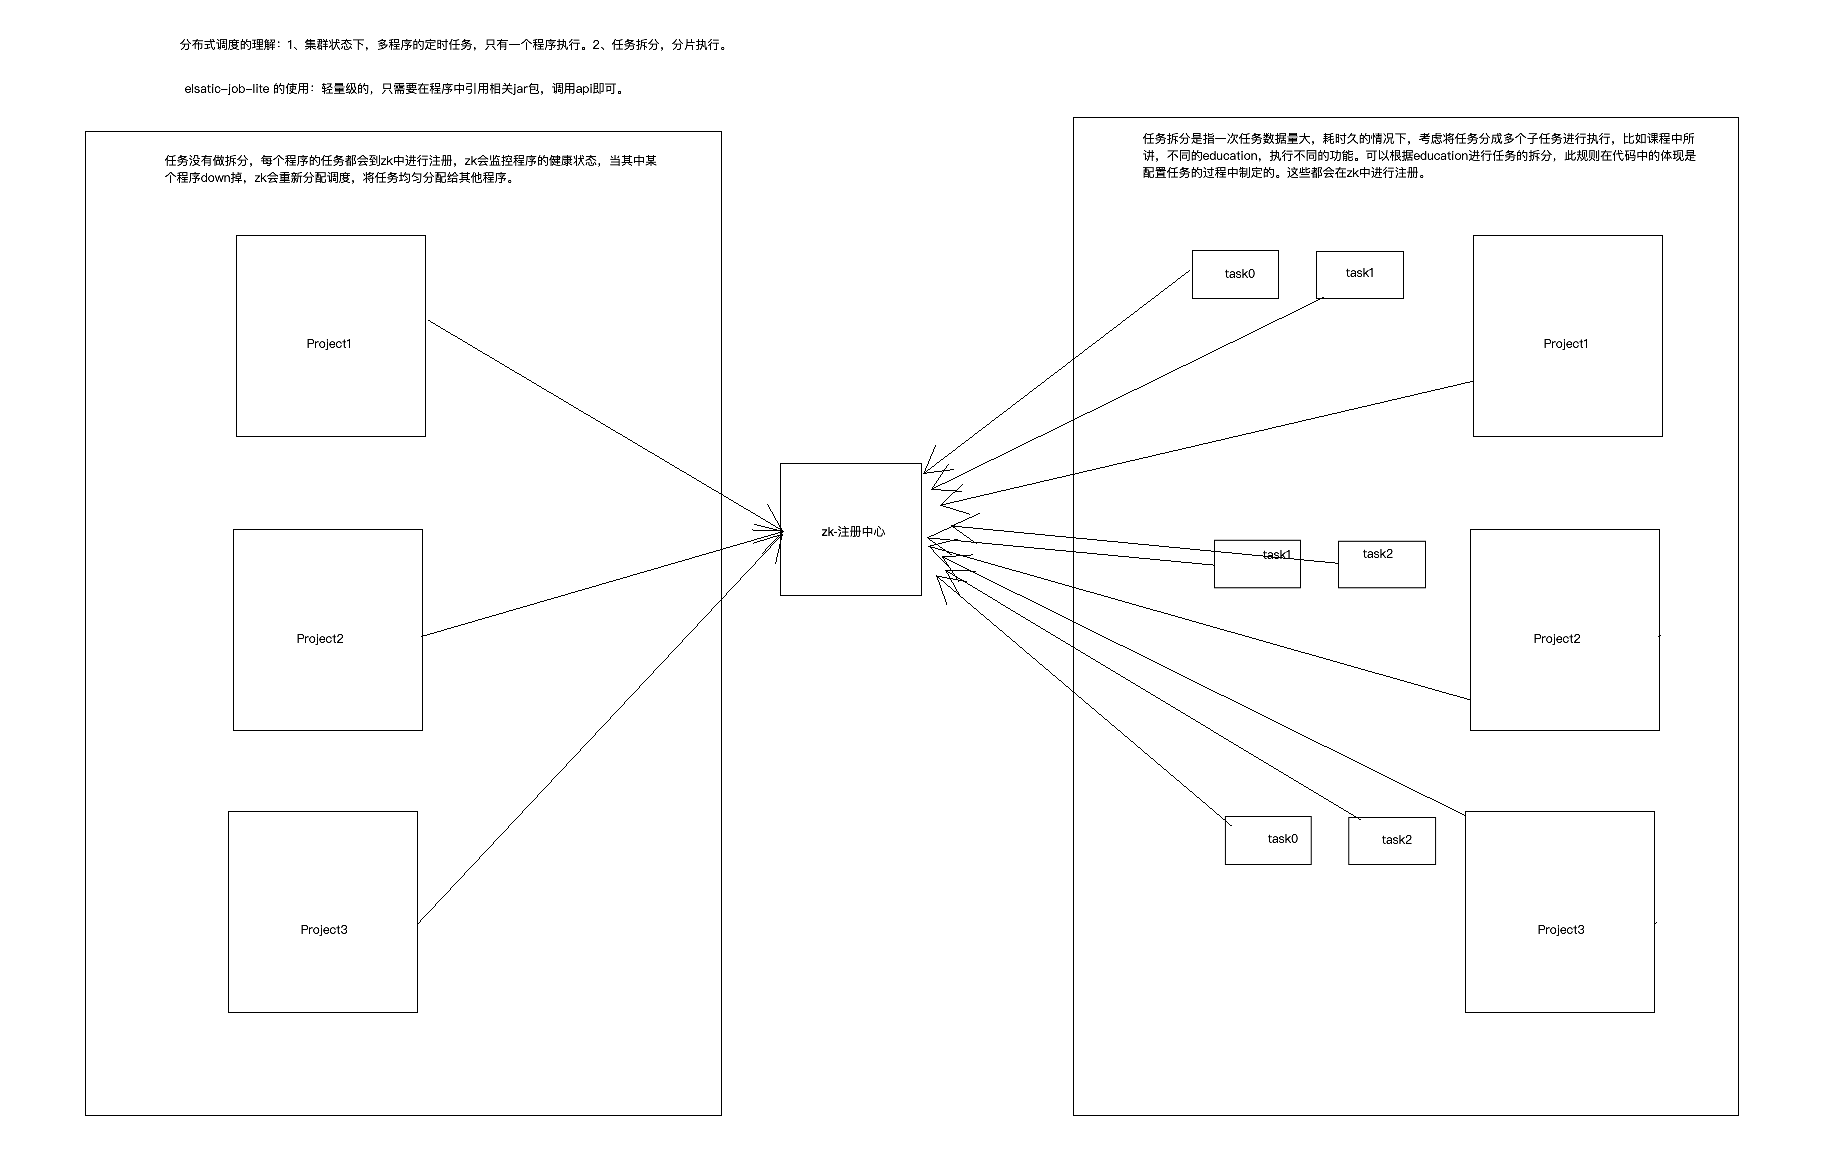 分布式调度的理解：1、集群状态下，多程序的定时任务，只有一个程序执行。2、任务拆分，分片执行。
elsatic-job-lite 的使用：轻量级的，只需要在程序中引用相关jar包，调用api即可。
任务没有做拆分，每个程序的任务都会到zk中进行注册，zk会监控程序的健康状态，当其中某
个程序down掉，zk会重新分配调度，将任务均匀分配给其他程序。
Project1
Project2
Project3
zk-注册中心
任务拆分是指一次任务数据量大，耗时久的情况下，考虑将任务分成多个子任务进行执行，比如课程中所
讲，不同的education，执行不同的功能。可以根据education进行任务的拆分，此规则在代码中的体现是
配置任务的过程中制定的。这些都会在zk中进行注册。
task0
task1
Project1
task1
task2
Project2
task0
task2
Project3